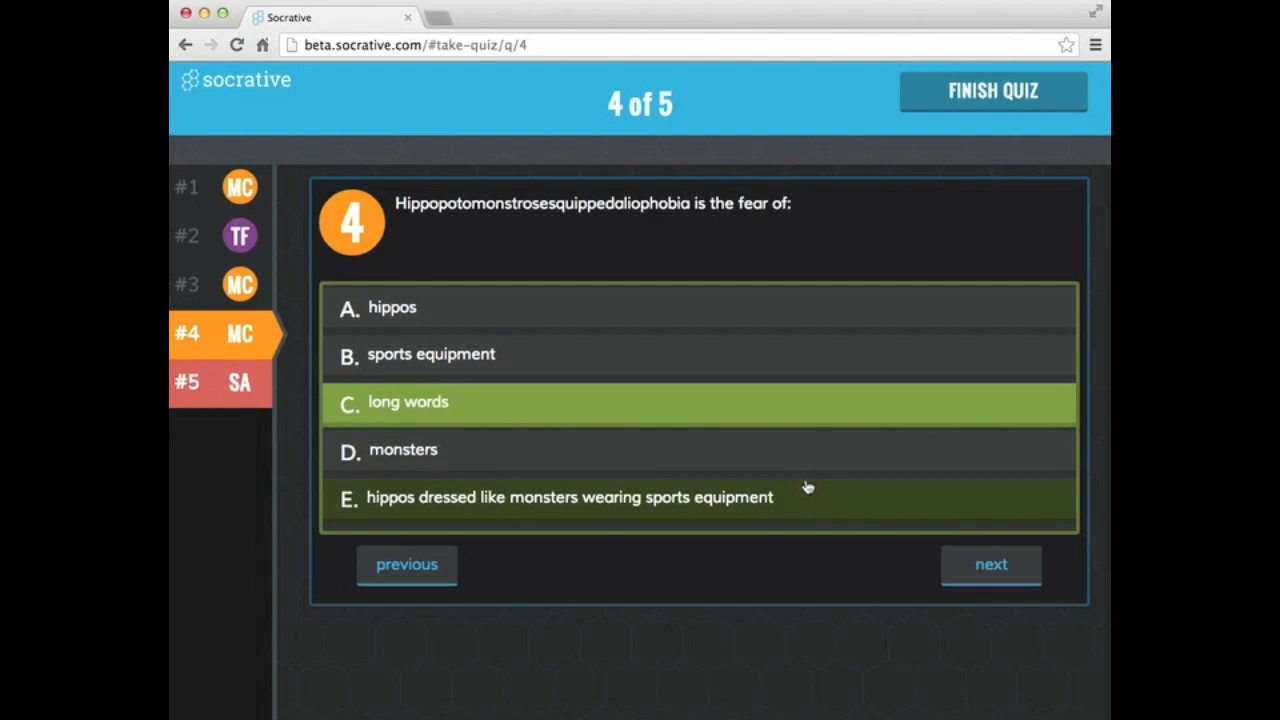 Socrative
beta.socrative.com/#take-quiz/q/4
socrative
4 of 5
FINISH QUIZ
#1 MC
#2 TF
#3 MC
#4 MC
#5 SA
4
Hippopotomonstrosesquippedaliophobia is the fear of:
A. hippos
B. sports equipment
C. long words
D. monsters
E. hippos dressed like monsters wearing sports equipment
previous
next